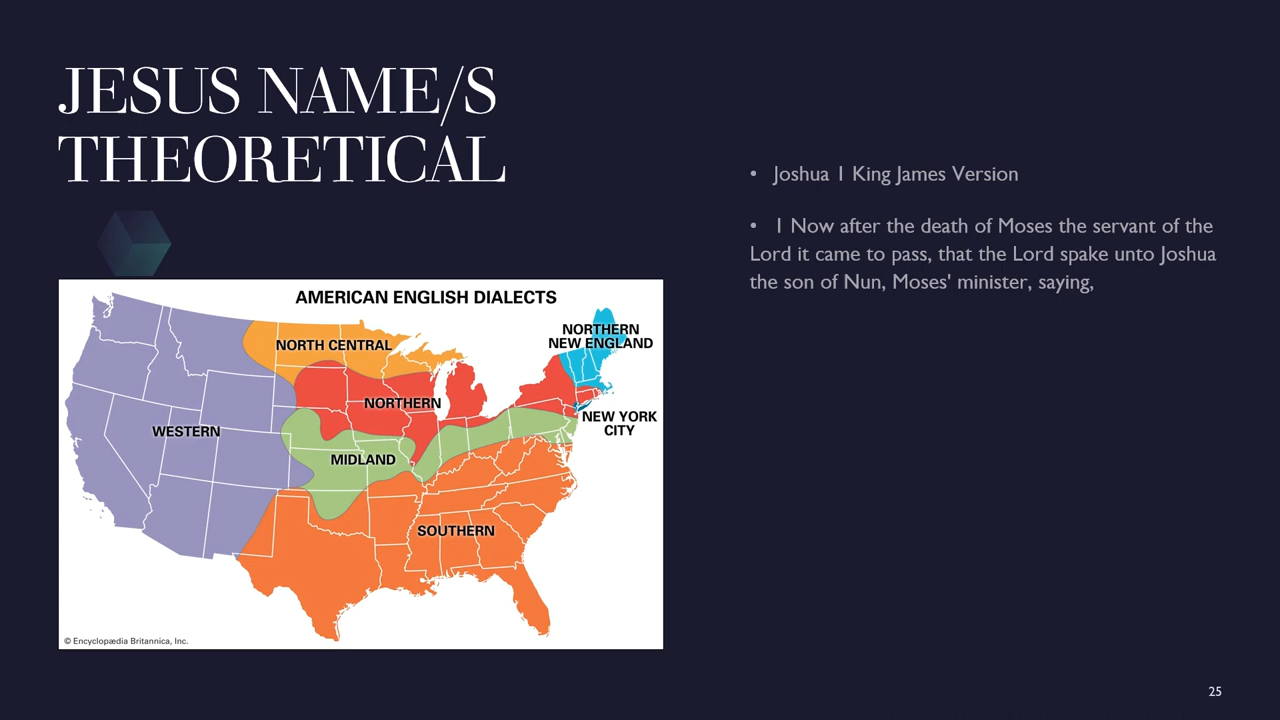 JESUS NAME/S
THEORETICAL
• Joshua 1 King James Version
• 1 Now after the death of Moses the servant of the
Lord it came to pass, that the Lord spake unto Joshua
the son of Nun, Moses' minister, saying,
AMERICAN ENGLISH DIALECTS
NORTH CENTRAL
NORTHERN
NEW ENGLAND
NORTHERN
NEW YORK
CITY
WESTERN
MIDLAND
SOUTHERN
© Encyclopædia Britannica, Inc.
25